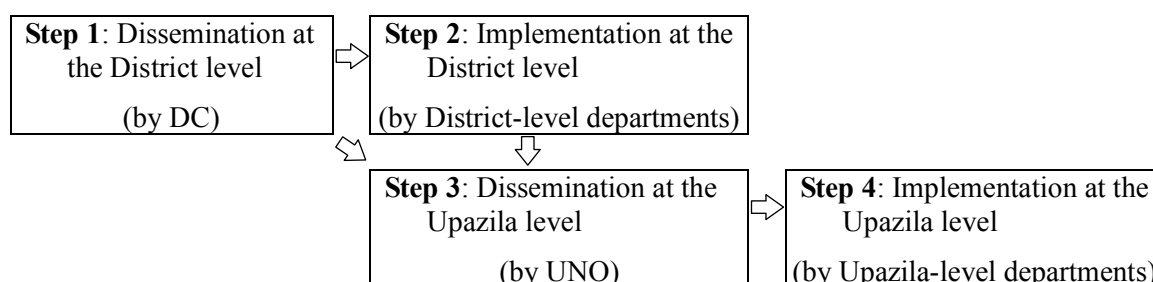 Step 1: Dissemination at
the District level
(by DC)
Step 2: Implementation at the
District level
(by District-level departments)
Step 3: Dissemination at the
Upazila level
(by UNO)
Step 4: Implementation at the
Upazila level
(by Upazila-level departments)